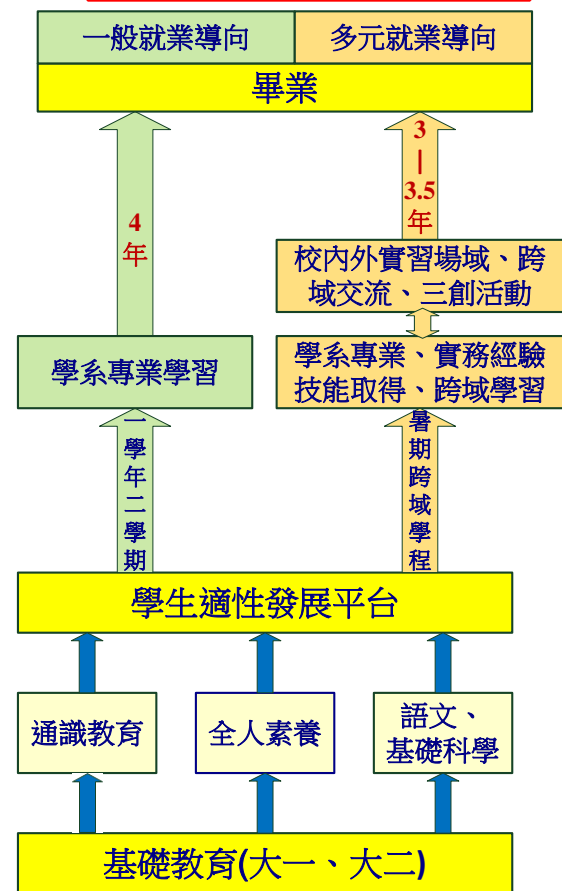 一般就業導向
多元就業導向
畢業
4
年
3
|
3.5
年
校內外實習場域、跨
域交流、三創活動
學系專業學習
學系專業、實務經驗
技能取得、跨域學習
一學年二學期
暑期跨域學程
學生適性發展平台
通識教育
全人素養
語文、
基礎科學
基礎教育(大一、大二)